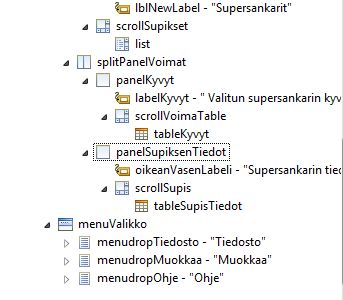 lblNewLabel - "Supersankarit"
scrollSupikset
list
splitPanelVoimat
panelKyvyt
labelKyvyt - " Valitun supersankarin kyv
scrollVoimaTable
tableKyvyt
panelSupiksenTiedot
oikeanVasenLabeli - "Supersankarin tied
scrollSupis
tableSupisTiedot
menuValikko
menudropTiedosto - "Tiedosto"
menudropMuokkaa - "Muokkaa"
menudropOhje - "Ohje"